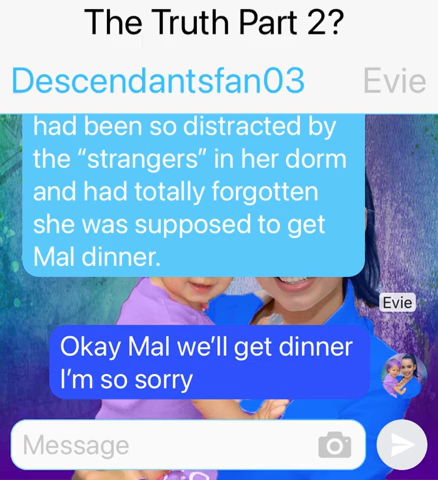 The Truth Part 2?
Descendantsfan03 Evie
had been so distracted by
the “strangers” in her dorm
and had totally forgotten
she was supposed to get
Mal dinner.
Evie
Okay Mal we’ll get dinner
I’m so sorry
Message